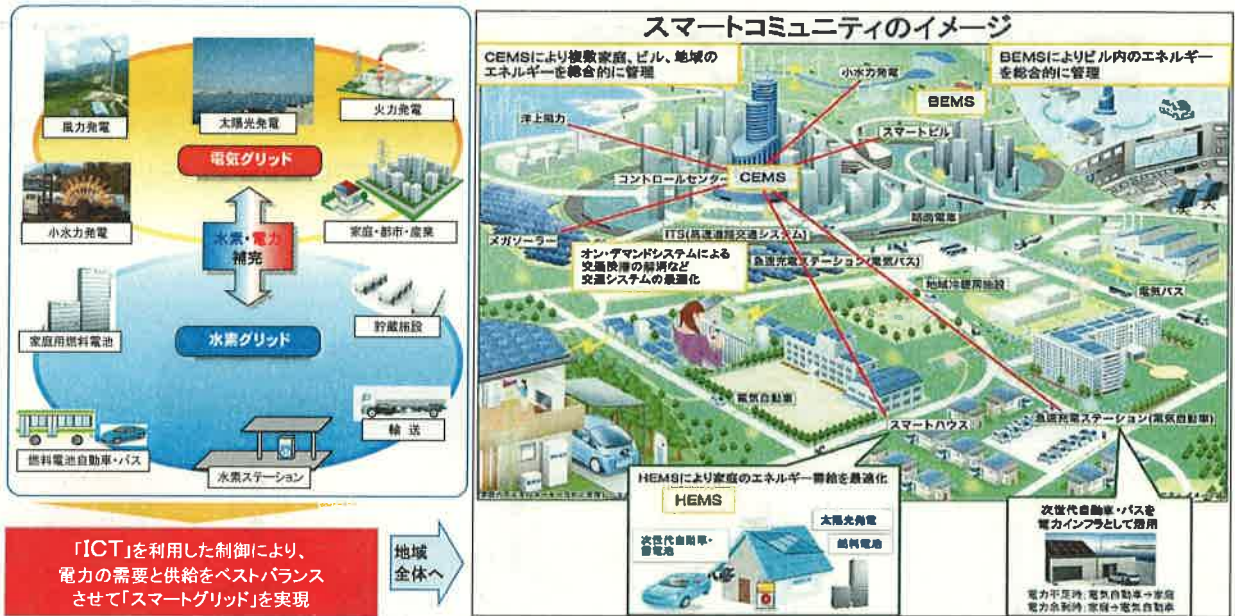 風力発電
太陽光発電
火力発電
電気グリッド
小水力発電
水素・電力
補完
家庭・都市・産業
家庭用燃料電池
水素グリッド
貯蔵施設
燃料電池自動車・バス
水素ステーション
輸 送
「ICT」を利用した制御により、
電力の需要と供給をベストバランス
させて「スマートグリッド」を実現
地域
全体へ
スマートコミュニティのイメージ
CEMSにより複数家庭、ビル、地域の
エネルギーを総合的に管理
小水力発電
BEMSによりビル内のエネルギー
を総合的に管理
BEMS
洋上風力
スマートビル
コントロールセンター
CEMS
路面電車
メガソーラー
ITS(高速道路交通システム)
オン・デマンドシステムによる
交通渋滞の解消など
交通システムの最適化
急速充電ステーション(電気バス)
地域冷暖房施設
電気バス
電気自動車
スマートハウス
急速充電ステーション(電気自動車)
HEMSにより家庭のエネルギー需給を最適化
HEMS
太陽光発電
次世代自動車・
蓄電池
燃料電池
次世代自動車・バスを
電力インフラとして活用
電力不足時:電気自動車→家庭
電力余剰時:家庭→電気自動車